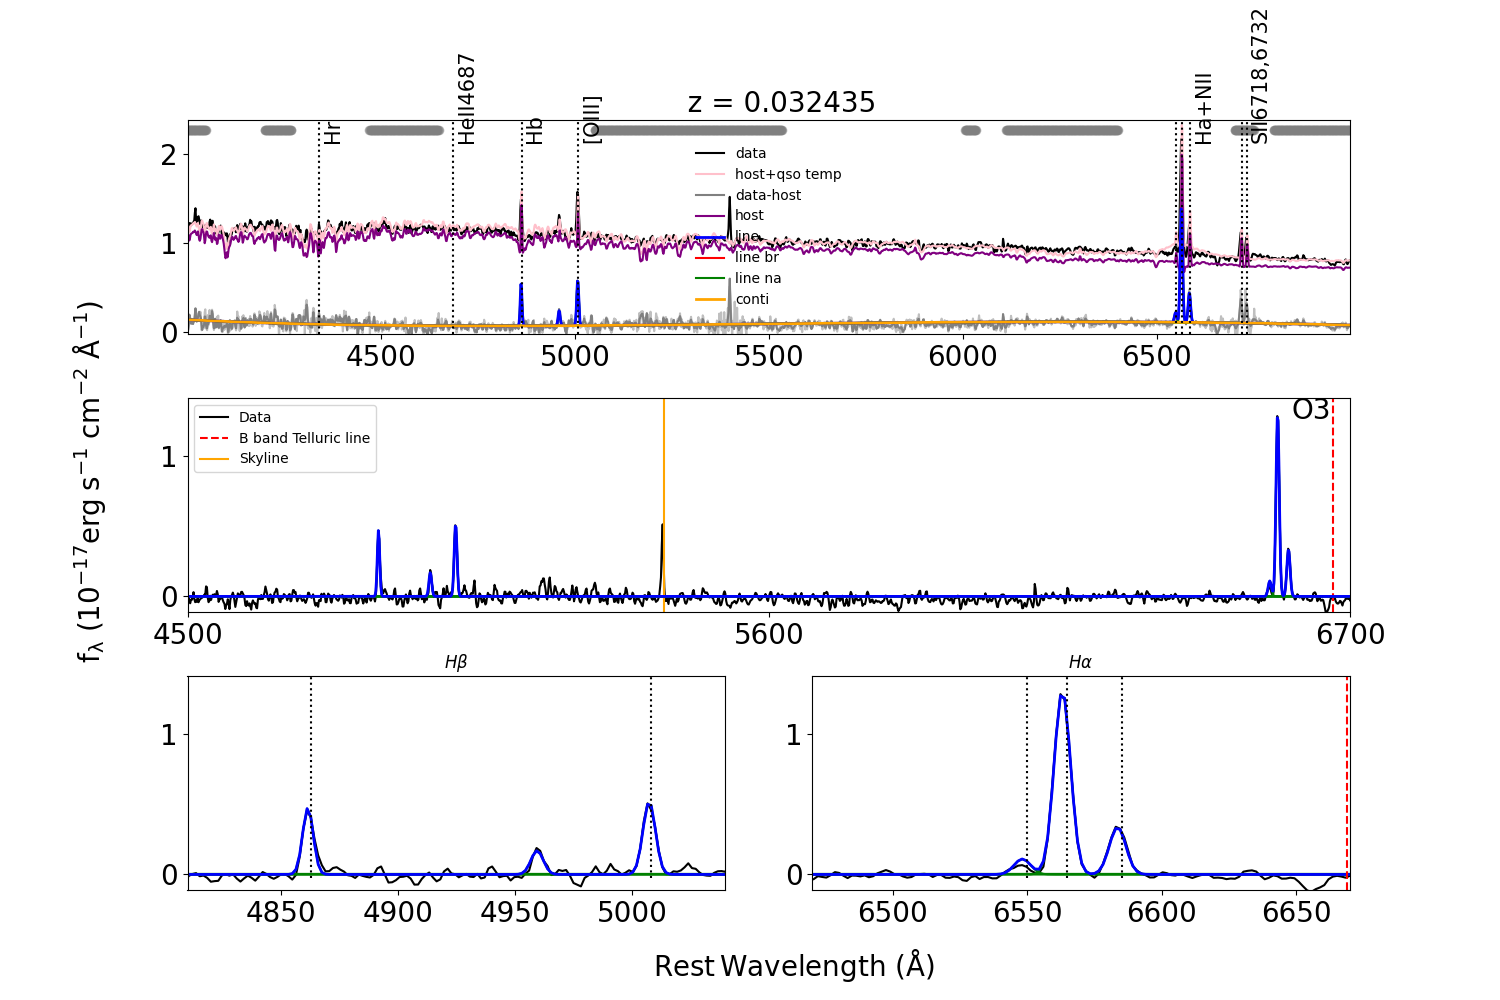 z = 0.032435
Hr
HeII4687
Hb
[OIII]
Ha+NII
SII6718,6732
data
host+qso temp
data-host
host
line
line br
line na
conti
2
1
0
4500 5000 5500 6000 6500
Data
B band Telluric line
Skyline
O3
1
0
4500 5600 6700
f_λ (10^{-17}erg s^{-1} cm^{-2} Å^{-1})
Hβ
1
0
4850 4900 4950 5000
Hα
1
0
6500 6550 6600 6650
Rest Wavelength (Å)